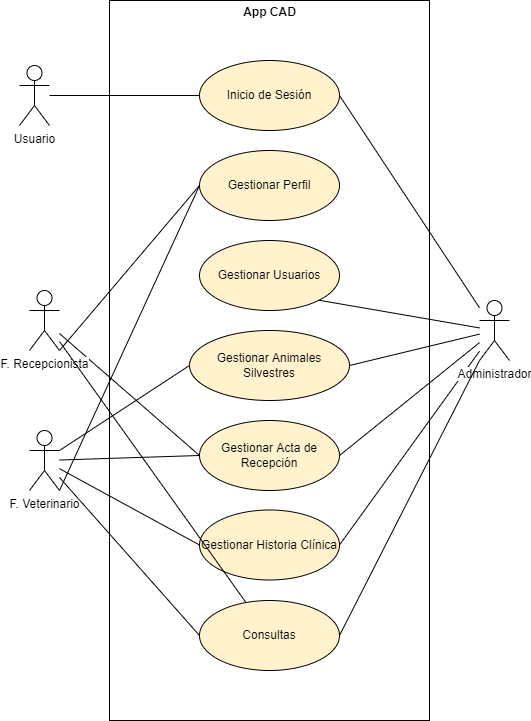 App CAD
Inicio de Sesión
Usuario
Gestionar Perfil
Gestionar Usuarios
F. Recepcionista
Gestionar Animales
Silvestres
Administrador
Gestionar Acta de
Recepción
F. Veterinario
Gestionar Historia Clínica
Consultas